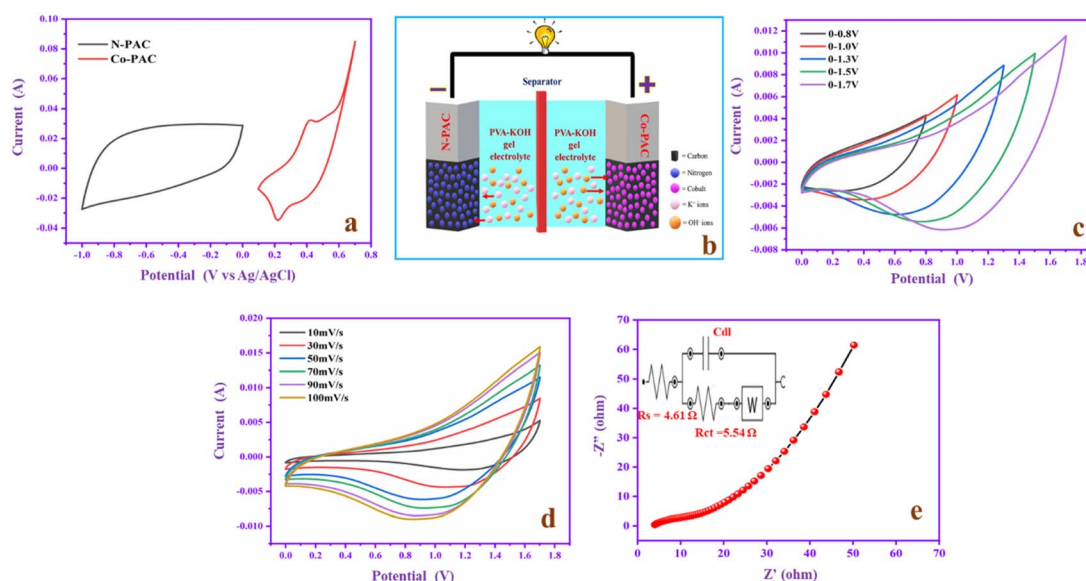 0.10
0.08
0.06
0.04
0.02
0.00
-0.02
-0.04
Current (A)
N-PAC
Co-PAC
-1.0 -0.8 -0.6 -0.4 -0.2 0.0 0.2 0.4 0.6 0.8
Potential (V vs Ag/AgCl)
a
Separator
N-PAC
PVA-KOH
gel
electrolyte
PVA-KOH
gel
electrolyte
Co-PAC
= Carbon
= Nitrogen
= Cobalt
= K⁺ ions
= OH⁻ ions
b
0.012
0.010
0.008
0.006
0.004
0.002
0.000
-0.002
-0.004
-0.006
-0.008
Current (A)
0-0.8V
0-1.0V
0-1.3V
0-1.5V
0-1.7V
0.0 0.2 0.4 0.6 0.8 1.0 1.2 1.4 1.6 1.8
Potential (V)
c
0.020
0.015
0.010
0.005
0.000
-0.005
-0.010
Current (A)
10mV/s
30mV/s
50mV/s
70mV/s
90mV/s
100mV/s
0.0 0.2 0.4 0.6 0.8 1.0 1.2 1.4 1.6 1.8
Potential (V)
d
70
60
50
40
30
20
10
0
-Z” (ohm)
Cdl
W
Rs = 4.61 Ω
Rct =5.54 Ω
0 10 20 30 40 50 60 70
Z’ (ohm)
e